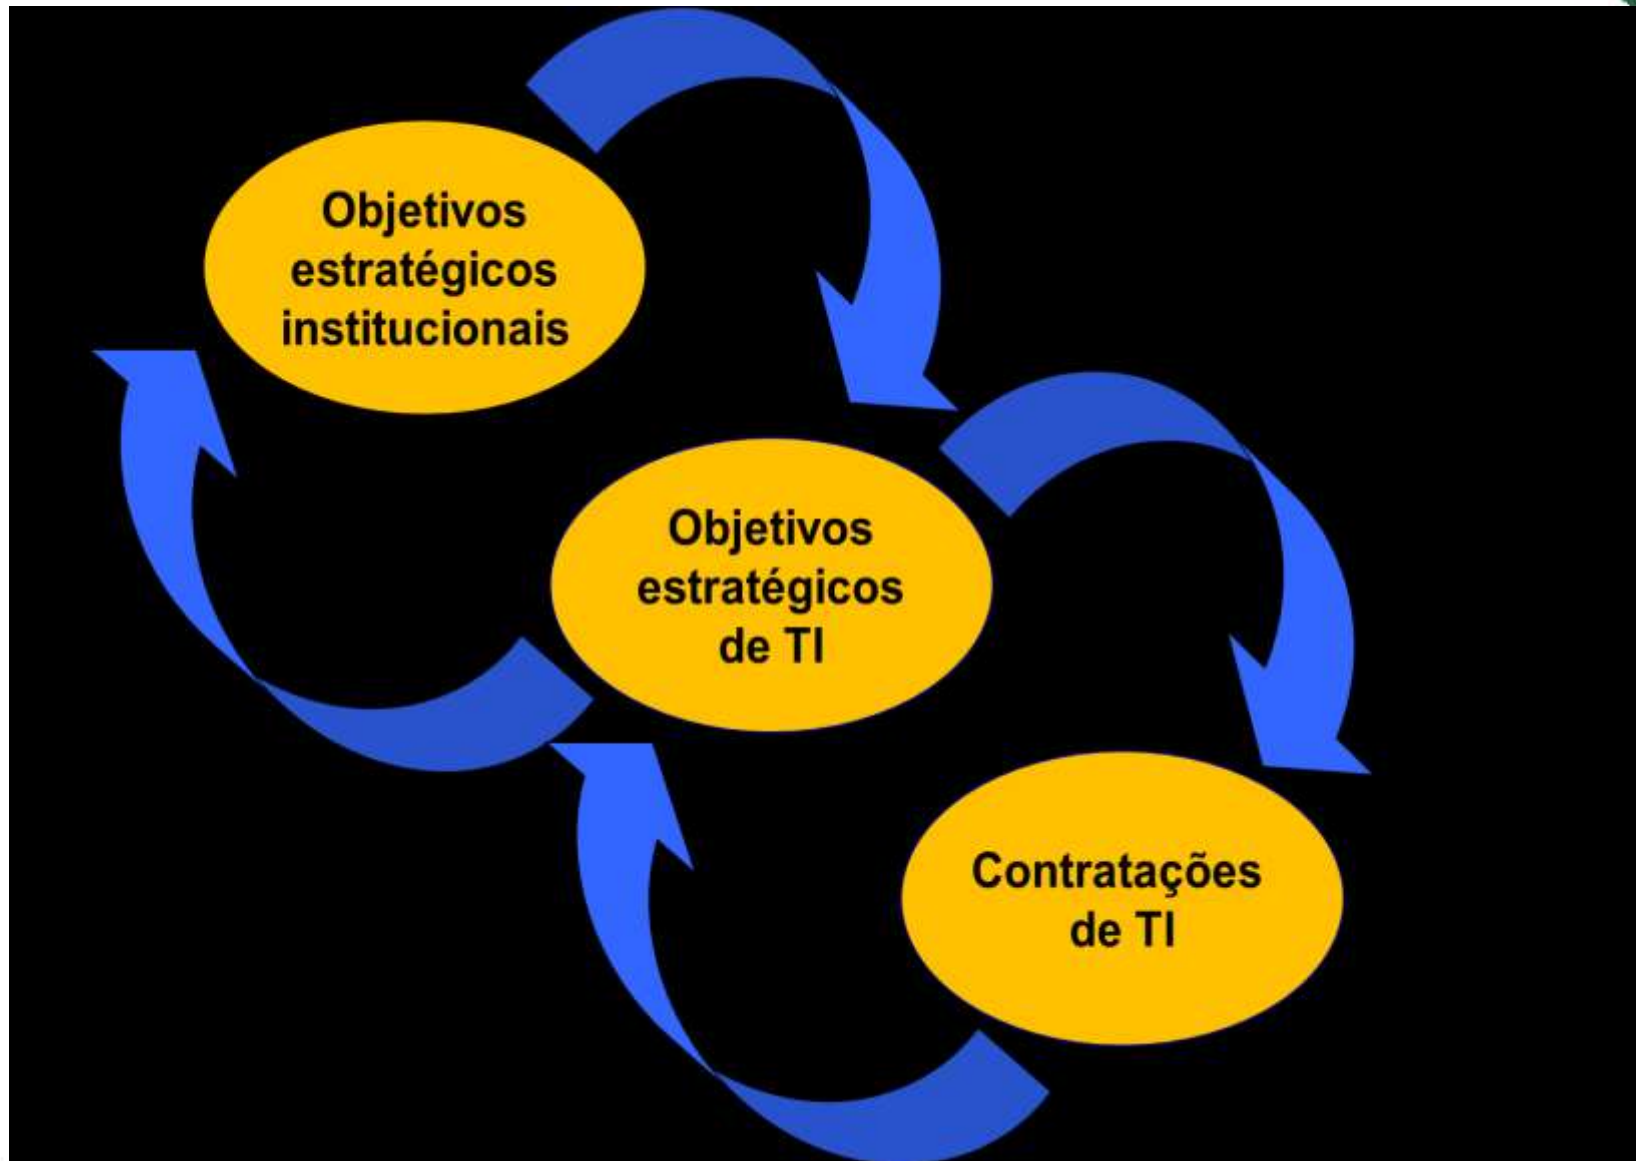 Objetivos
estratégicos
institucionais
Objetivos
estratégicos
de TI
Contratações
de TI